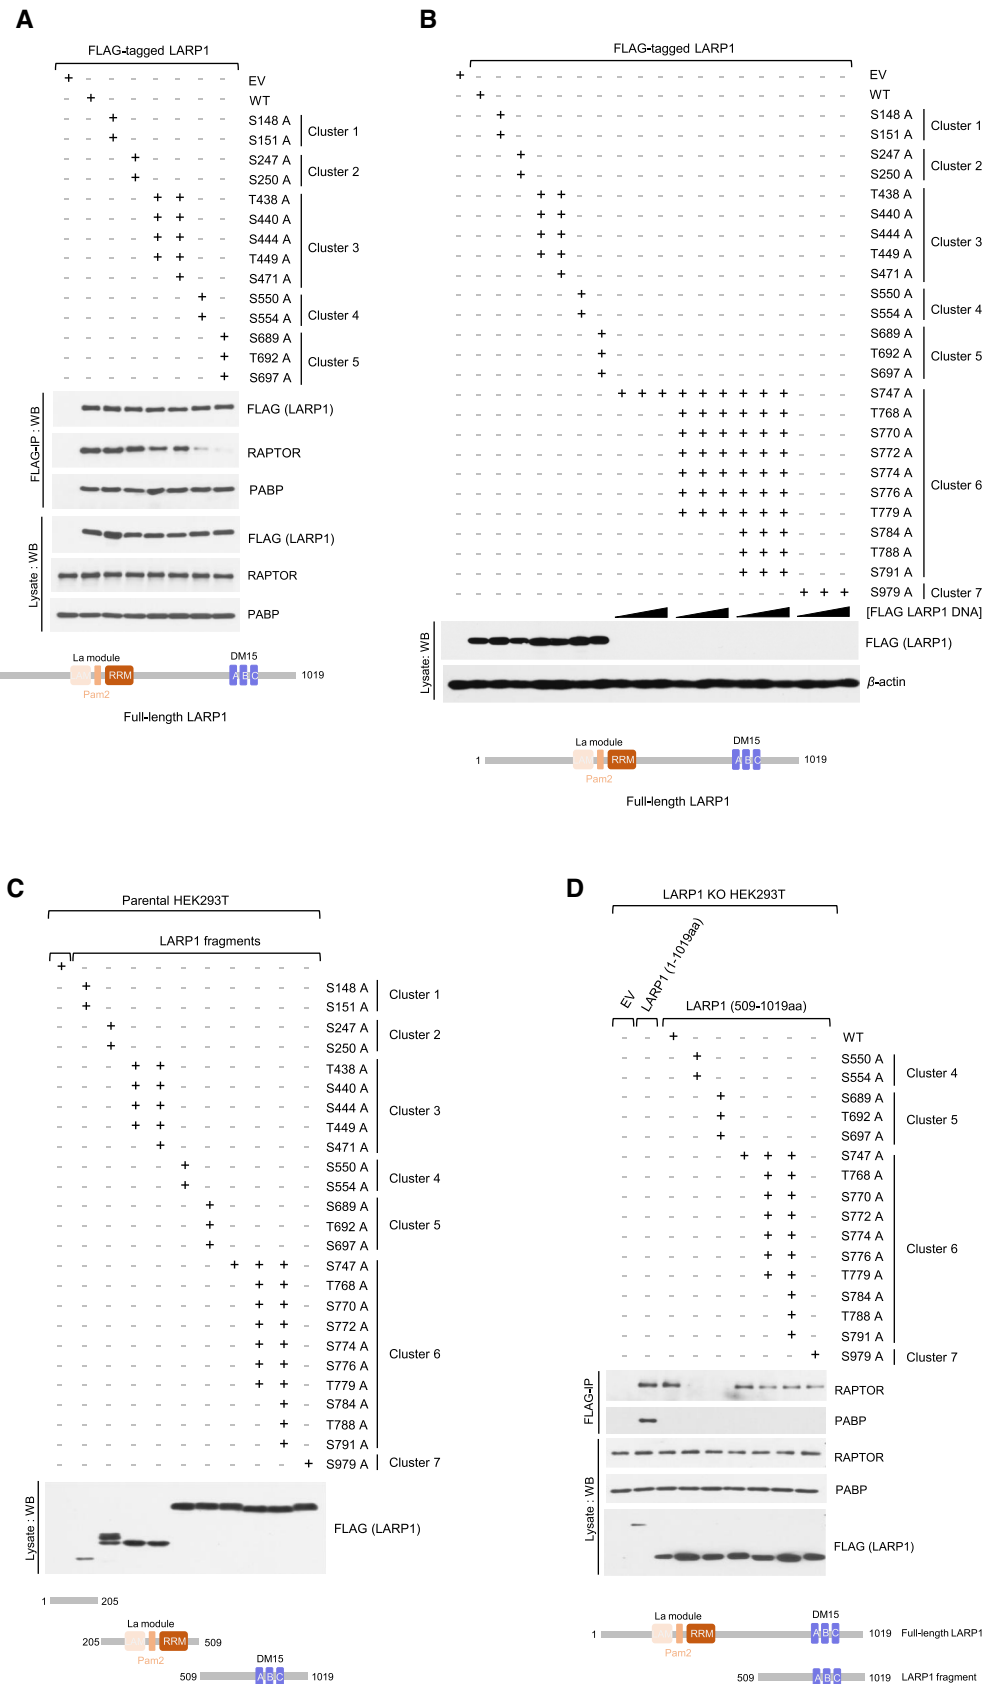 A
FLAG-tagged LARP1
+ – – – – – – – EV
– + – – – – – – WT
– – + – – – – – S148 A
– – + – – – – – S151 A
Cluster 1
– – – + – – – – S247 A
– – – + – – – – S250 A
Cluster 2
– – – – + + – – T438 A
– – – – + + – – S440 A
– – – – + + – – S444 A
– – – – + + – – T449 A
– – – – – + – – S471 A
Cluster 3
– – – – – – + – S550 A
– – – – – – + – S554 A
Cluster 4
– – – – – – – + S689 A
– – – – – – – + T692 A
– – – – – – – + S697 A
Cluster 5
FLAG-IP : WB
FLAG (LARP1)
RAPTOR
PABP
Lysate : WB
FLAG (LARP1)
RAPTOR
PABP
La module
DM15
RRM
A B C
1019
Pam2
Full-length LARP1
B
FLAG-tagged LARP1
EV
WT
S148 A
S151 A
Cluster 1
S247 A
S250 A
Cluster 2
T438 A
S440 A
S444 A
T449 A
S471 A
Cluster 3
S550 A
S554 A
Cluster 4
S689 A
T692 A
S697 A
Cluster 5
S747 A
T768 A
S770 A
S772 A
S774 A
S776 A
T779 A
S784 A
T788 A
S791 A
Cluster 6
S979 A
Cluster 7
[FLAG LARP1 DNA]
Lysate: WB
FLAG (LARP1)
β-actin
La module
DM15
1
RRM
A B C
1019
Pam2
Full-length LARP1
C
Parental HEK293T
LARP1 fragments
S148 A
S151 A
Cluster 1
S247 A
S250 A
Cluster 2
T438 A
S440 A
S444 A
T449 A
S471 A
Cluster 3
S550 A
S554 A
Cluster 4
S689 A
T692 A
S697 A
Cluster 5
S747 A
T768 A
S770 A
S772 A
S774 A
S776 A
T779 A
S784 A
T788 A
S791 A
Cluster 6
S979 A
Cluster 7
Lysate : WB
FLAG (LARP1)
1 205
La module
205 RRM 509
Pam2
DM15
509 A B C 1019
D
LARP1 KO HEK293T
EV
LARP1 (1-1019aa)
LARP1 (509-1019aa)
WT
S550 A
S554 A
Cluster 4
S689 A
T692 A
S697 A
Cluster 5
S747 A
T768 A
S770 A
S772 A
S774 A
S776 A
T779 A
S784 A
T788 A
S791 A
Cluster 6
S979 A
Cluster 7
FLAG-IP
RAPTOR
PABP
Lysate : WB
RAPTOR
PABP
FLAG (LARP1)
La module
DM15
1 RRM A B C 1019 Full-length LARP1
Pam2
509 A B C 1019 LARP1 fragment